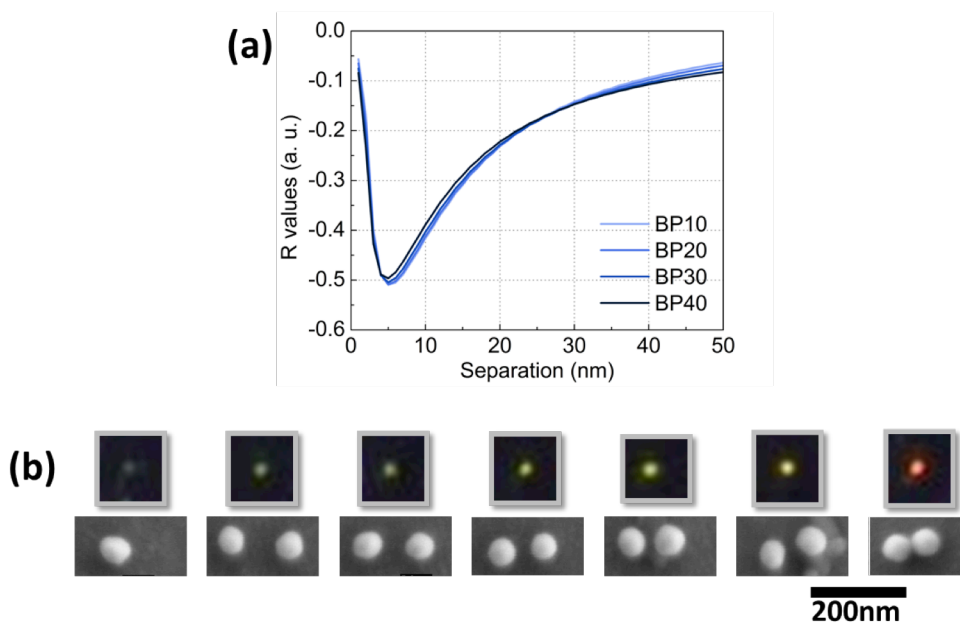 (a)
0.0
-0.1
-0.2
-0.3
-0.4
-0.5
-0.6
R values (a. u.)
BP10
BP20
BP30
BP40
0 10 20 30 40 50
Separation (nm)
(b)
200nm